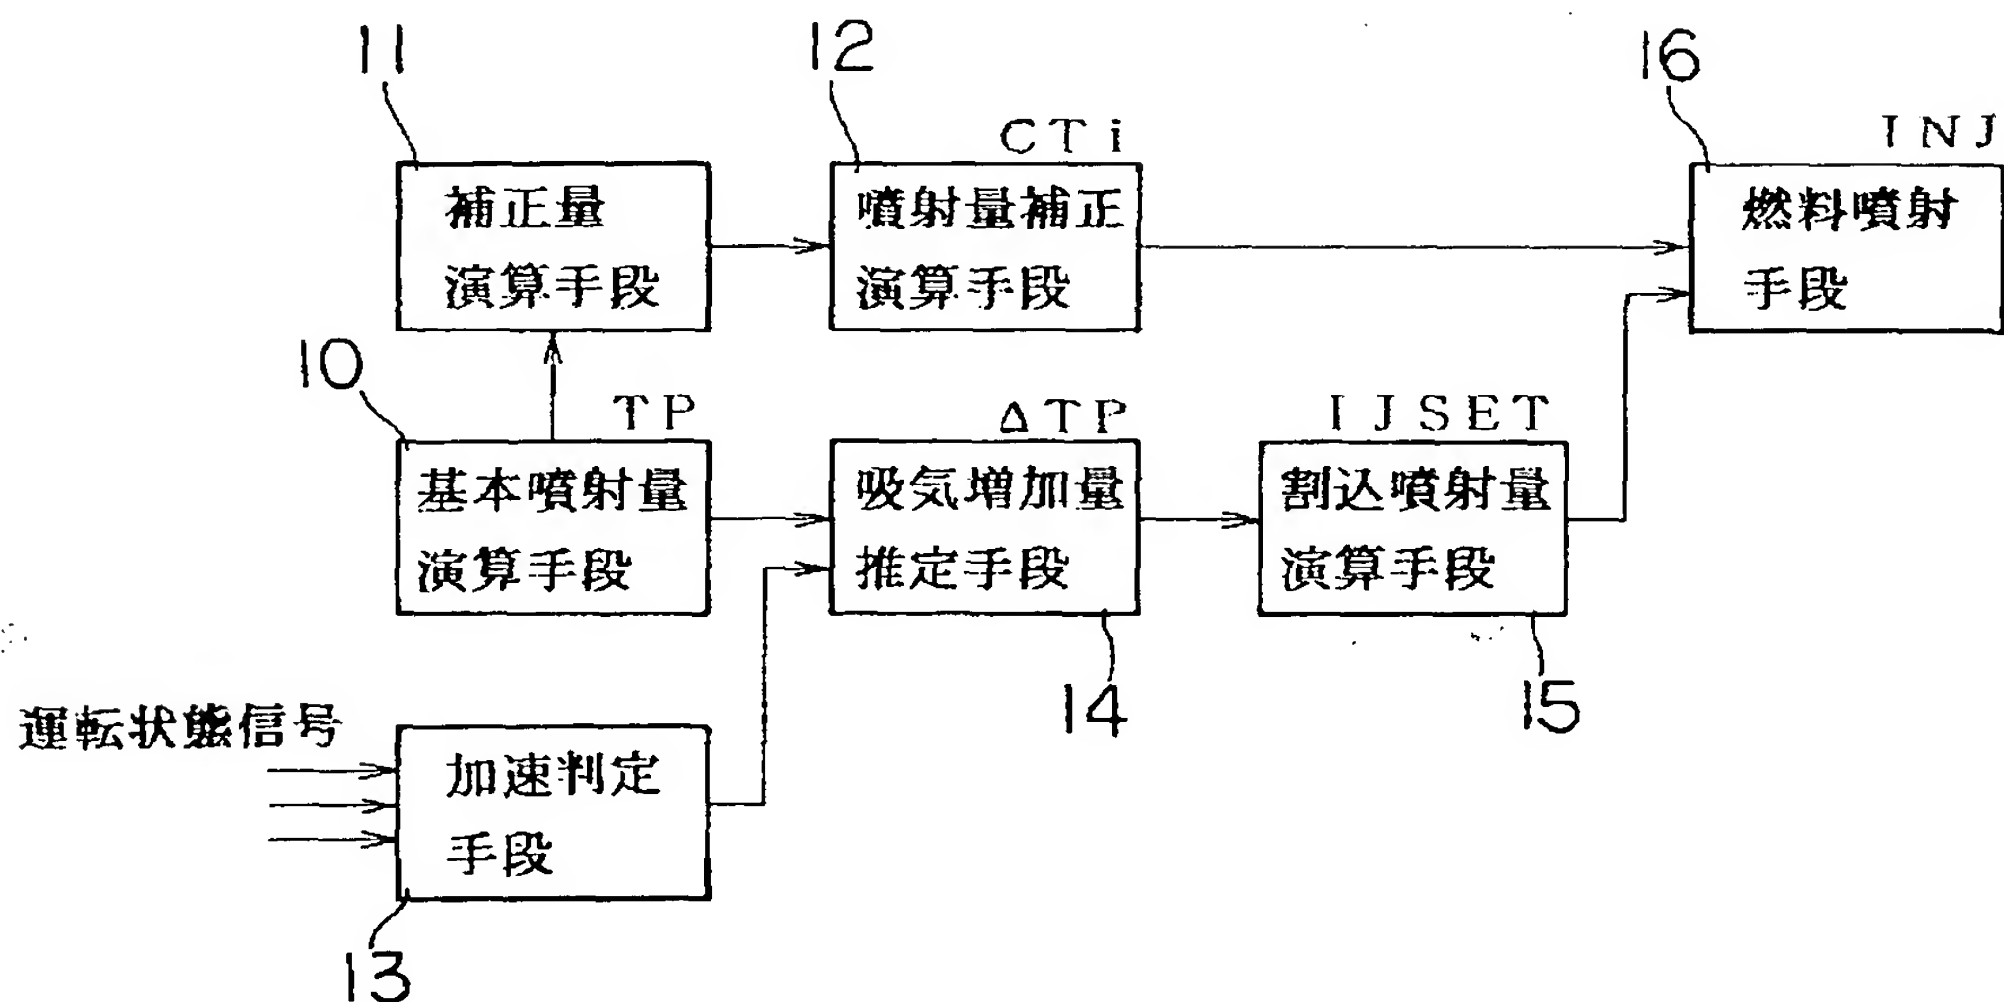 11
12
16
CTi
INJ
補正量
演算手段
噴射量補正
演算手段
燃料噴射
手段
10
TP
ΔTP
IJSET
基本噴射量
演算手段
吸気増加量
推定手段
割込噴射量
演算手段
14
15
運転状態信号
加速判定
手段
13